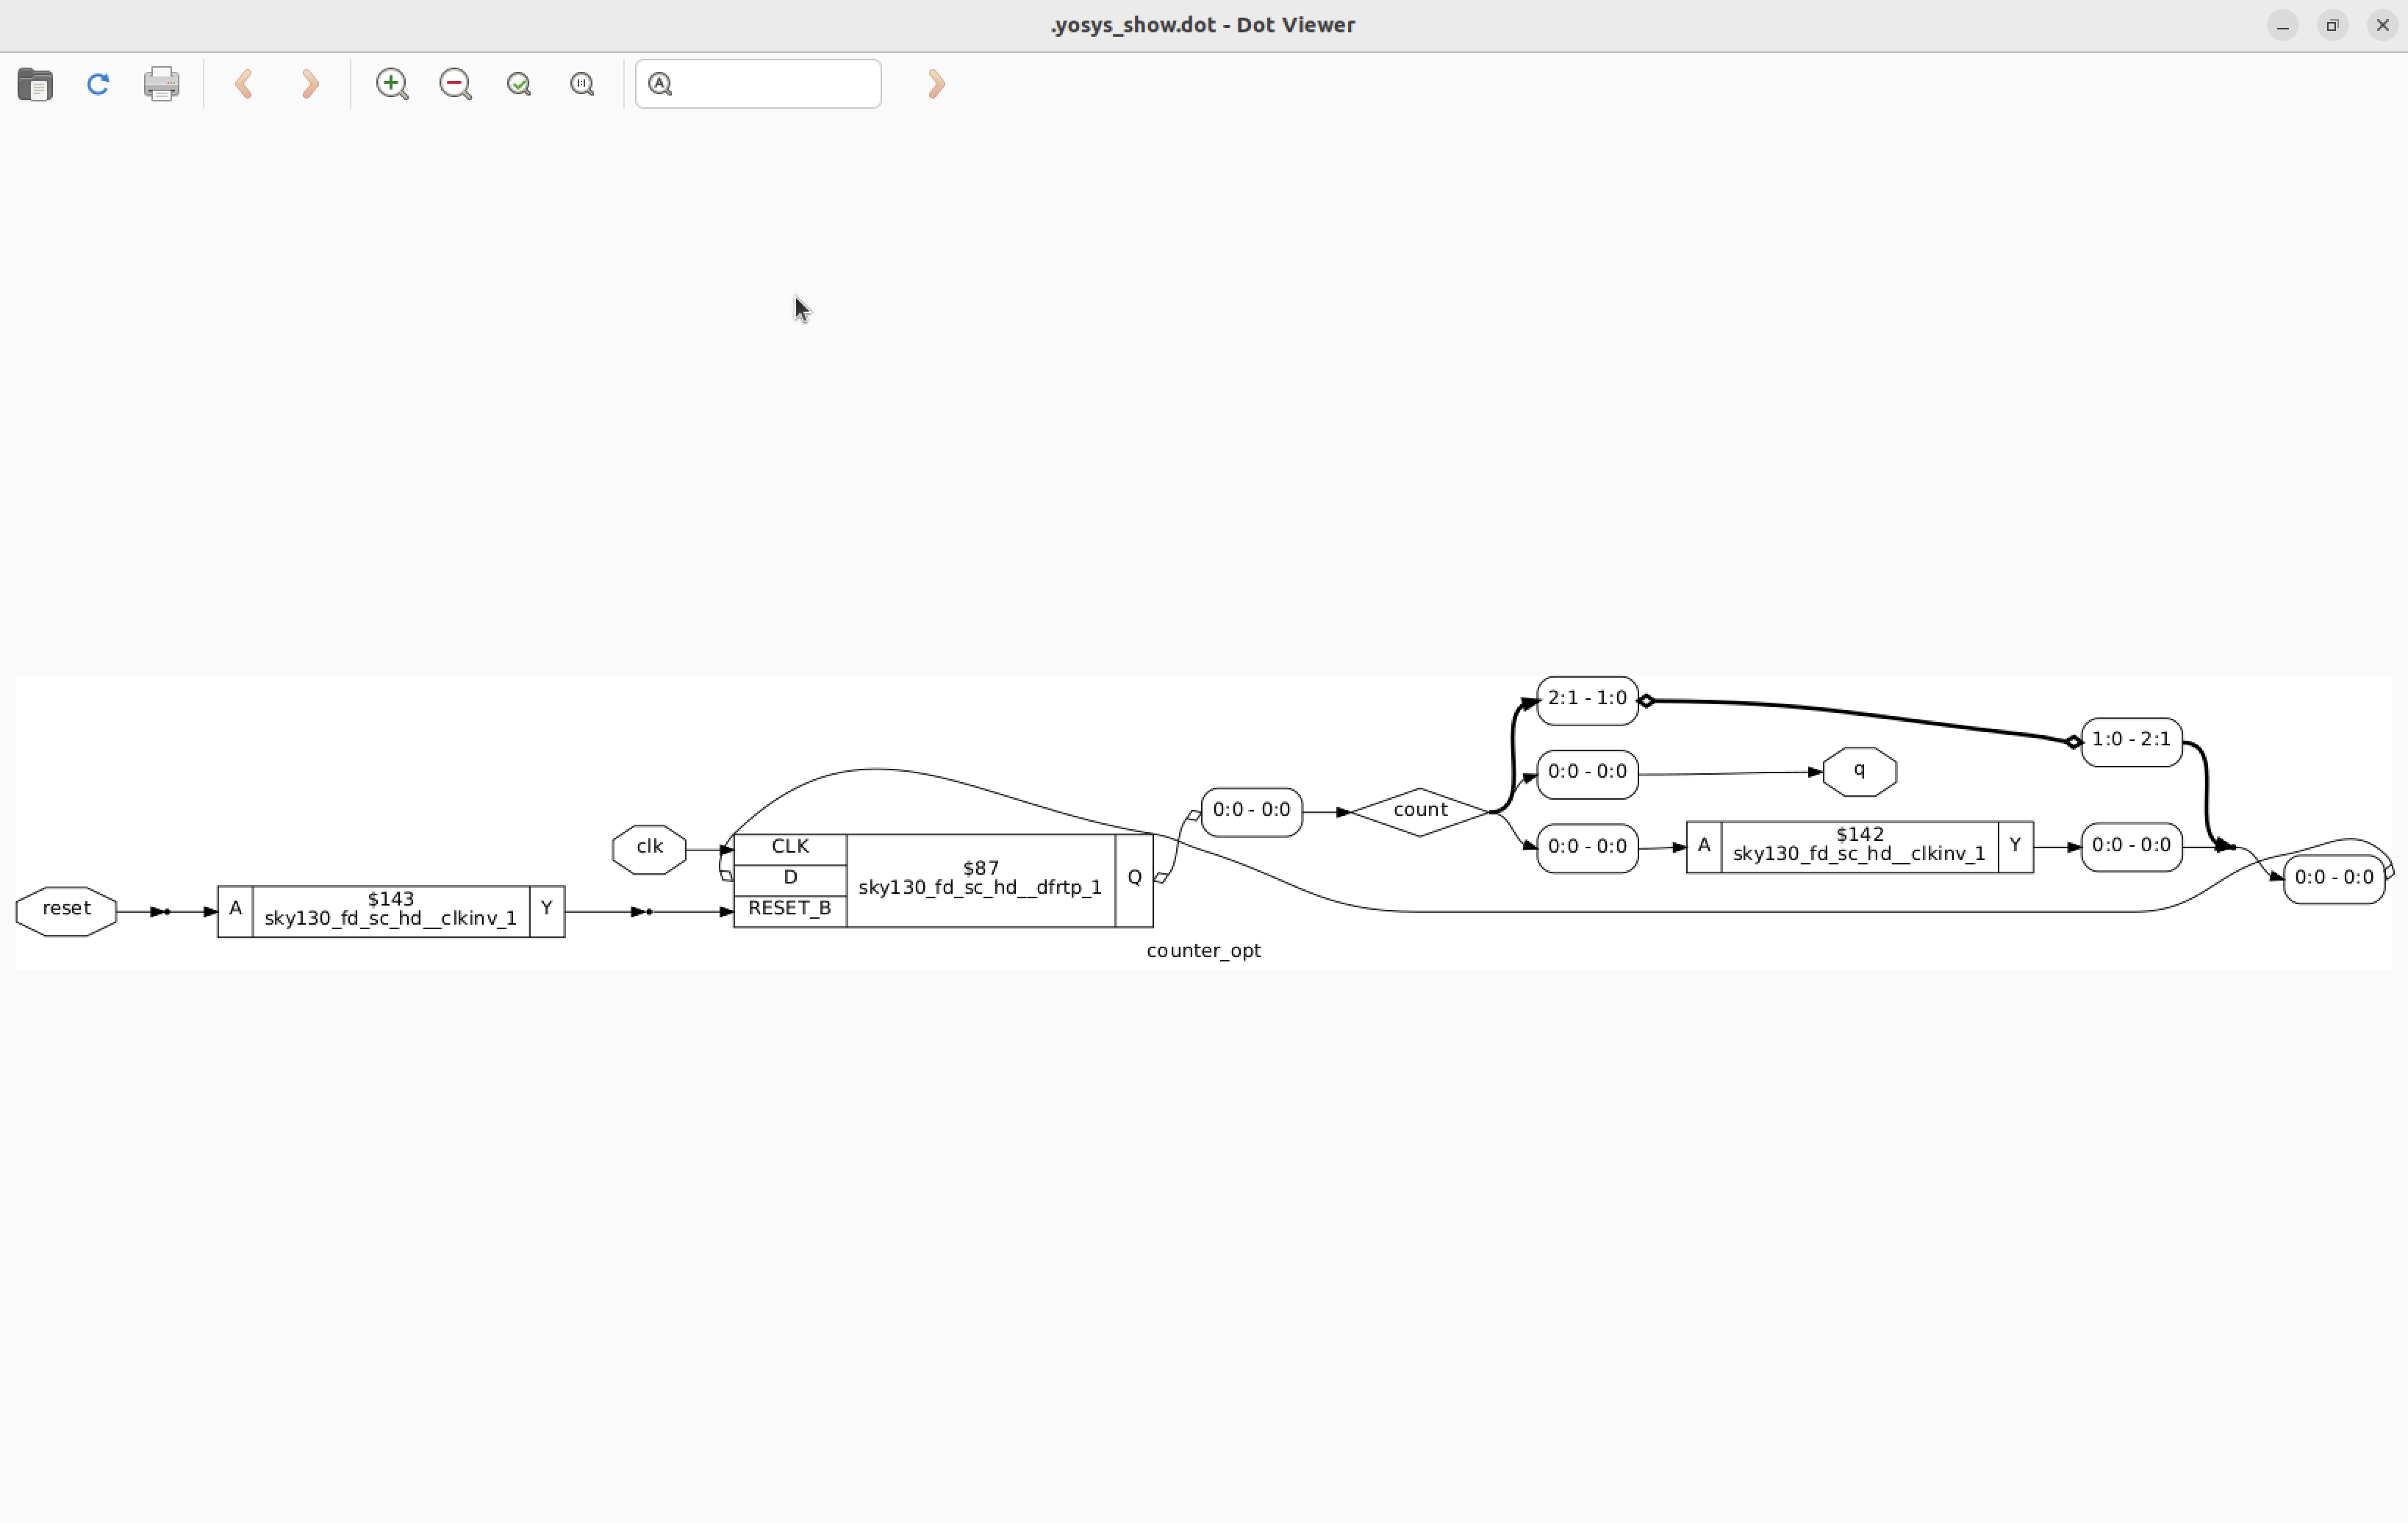 .yosys_show.dot - Dot Viewer
2:1 - 1:0
1:0 - 2:1
0:0 - 0:0
q
clk
CLK
D
RESET_B
$87
sky130_fd_sc_hd__dfrtp_1
Q
0:0 - 0:0
count
0:0 - 0:0
A
$142
sky130_fd_sc_hd__clkinv_1
Y
0:0 - 0:0
0:0 - 0:0
reset
A
$143
sky130_fd_sc_hd__clkinv_1
Y
counter_opt